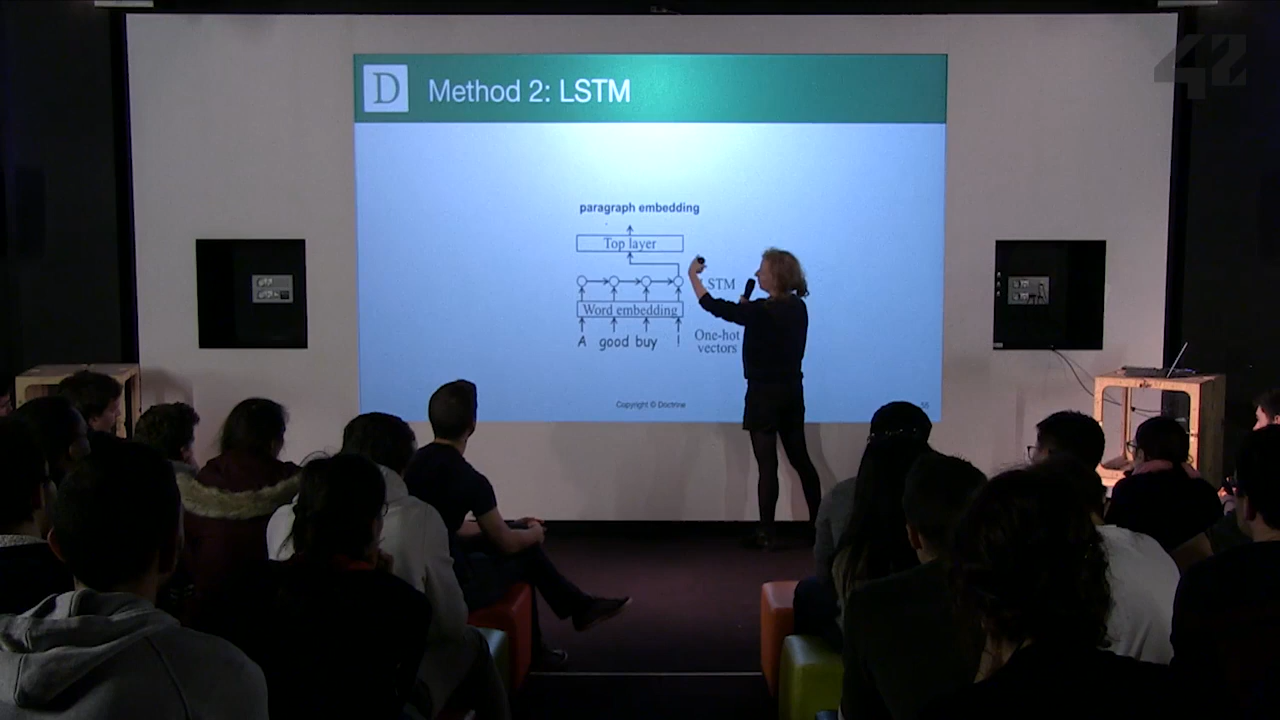 42
D
Method 2: LSTM
paragraph embedding
Top layer
LSTM
Word embedding
A good buy !
One-hot
vectors
Copyright © Doctrine